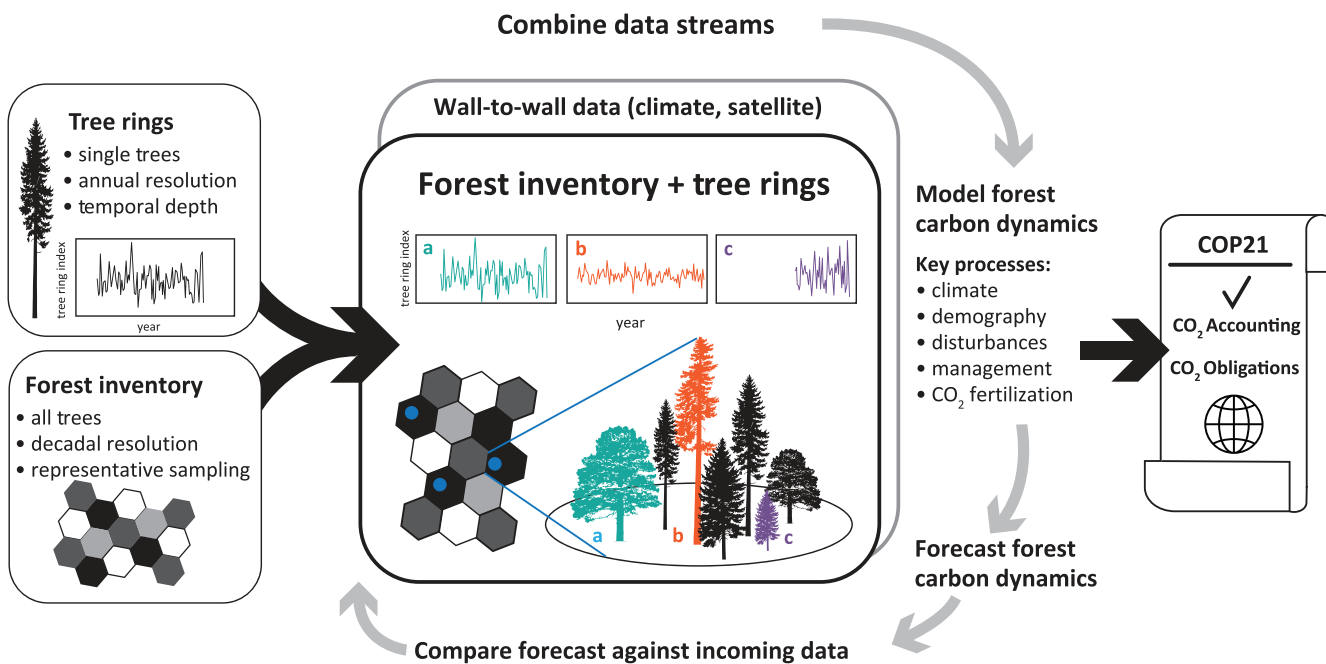 Combine data streams
Tree rings
• single trees
• annual resolution
• temporal depth
tree ring index
year
Forest inventory
• all trees
• decadal resolution
• representative sampling
Wall-to-wall data (climate, satellite)
Forest inventory + tree rings
tree ring index
a
b
c
year
a
b
c
Model forest
carbon dynamics
Key processes:
• climate
• demography
• disturbances
• management
• CO₂ fertilization
COP21
CO₂ Accounting
CO₂ Obligations
Forecast forest
carbon dynamics
Compare forecast against incoming data